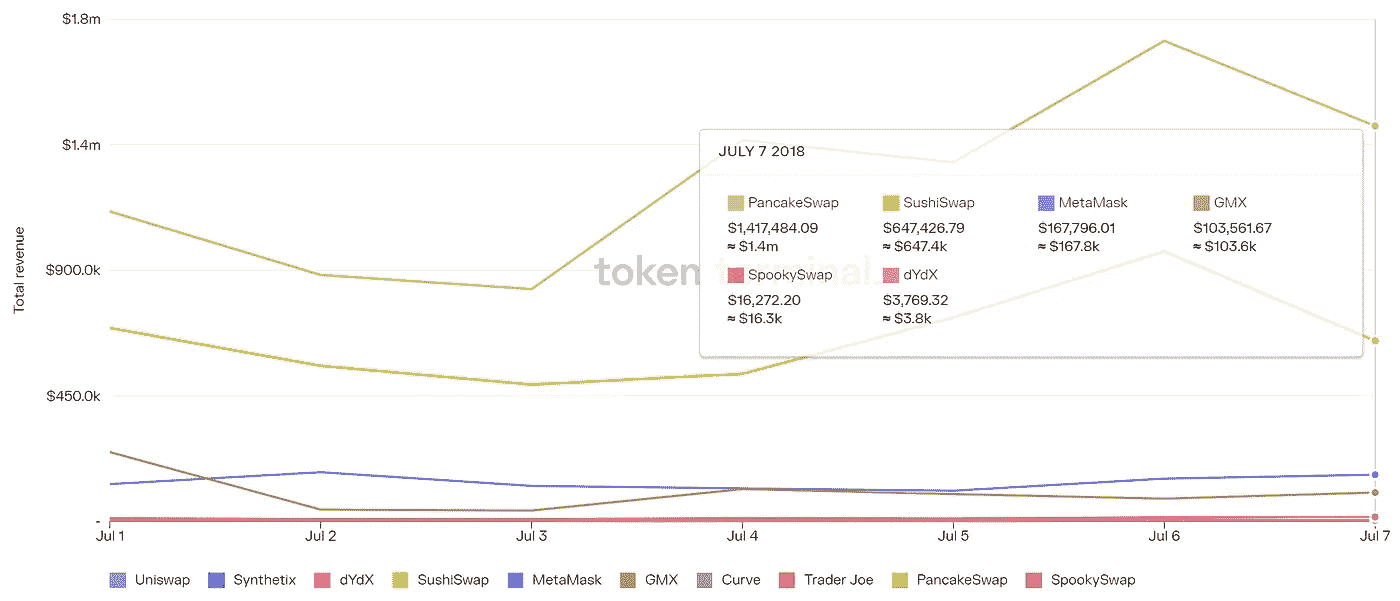 $1.8m
$1.4m
$900.0k
$450.0k
-
Total revenue
token terminal
JULY 7 2018
PancakeSwap SushiSwap MetaMask GMX
$1,417,484.09 $647,426.79 $167,796.01 $103,561.67
≈ $1.4m ≈ $647.4k ≈ $167.8k ≈ $103.6k
SpookySwap dYdX
$16,272.20 $3,769.32
≈ $16.3k ≈ $3.8k
Jul 1 Jul 2 Jul 3 Jul 4 Jul 5 Jul 6 Jul 7
Uniswap Synthetix dYdX SushiSwap MetaMask GMX Curve Trader Joe PancakeSwap SpookySwap